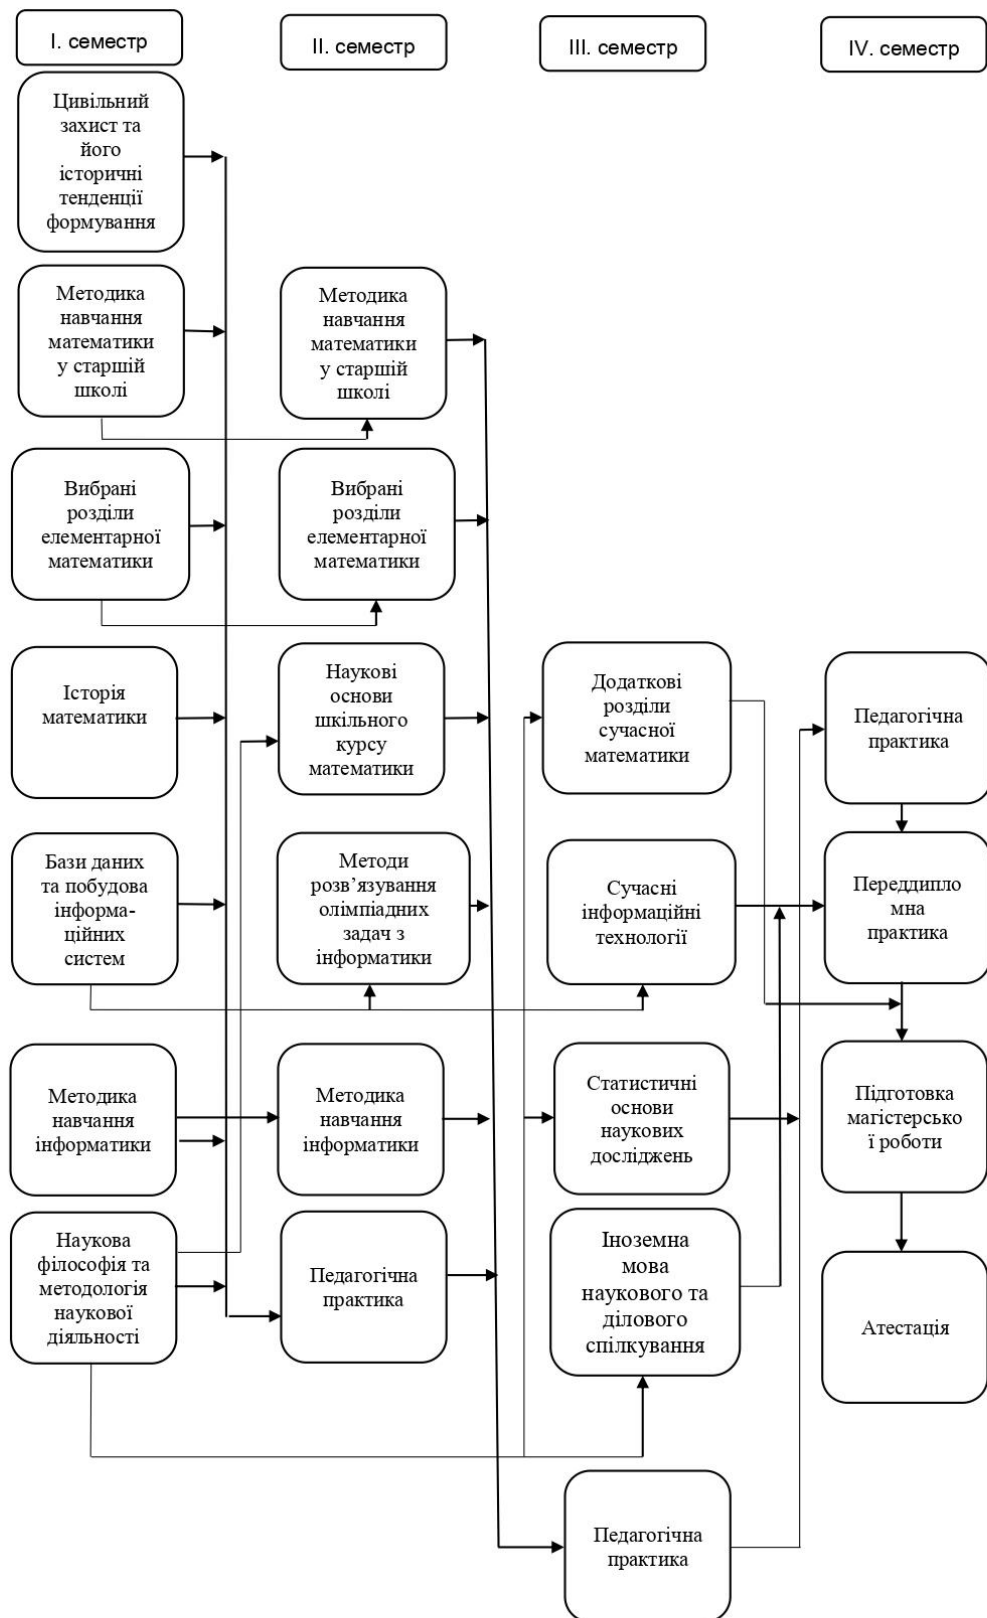 І. семестр
ІІ. семестр
ІІІ. семестр
IV. семестр
Цивільний
захист та
його
історичні
тенденції
формування
Методика
навчання
математики
у старшій
школі
Методика
навчання
математики
у старшій
школі
Вибрані
розділи
елементарної
математики
Вибрані
розділи
елементарної
математики
Історія
математики
Наукові
основи
шкільного
курсу
математики
Додаткові
розділи
сучасної
математики
Педагогічна
практика
Бази даних
та побудова
інформа-
ційних
систем
Методи
розв’язування
олімпіадних
задач з
інформатики
Сучасні
інформаційні
технології
Переддипло
мна
практика
Методика
навчання
інформатики
Методика
навчання
інформатики
Статистичні
основи
наукових
досліджень
Підготовка
магістерсько
ї роботи
Наукова
філософія та
методологія
наукової
діяльності
Педагогічна
практика
Іноземна
мова
наукового та
ділового
спілкування
Атестація
Педагогічна
практика